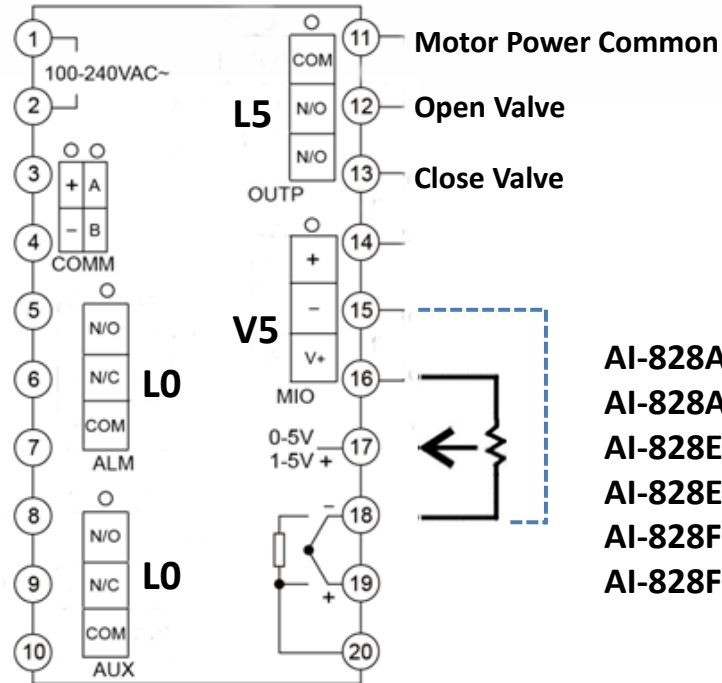 1
100-240VAC~
2
3
+ A
- B
4
COMM
5
N/O
6
N/C
L0
COM
7
ALM
8
N/O
9
N/C
L0
COM
10
AUX
COM
11
Motor Power Common
L5
N/O
12
Open Valve
N/O
13
Close Valve
OUTP
14
+
V5
-
15
V+
16
MIO
0-5V
1-5V +
17
-
18
19
+
20
AI-828A
AI-828A
AI-828E
AI-828E
AI-828F
AI-828F